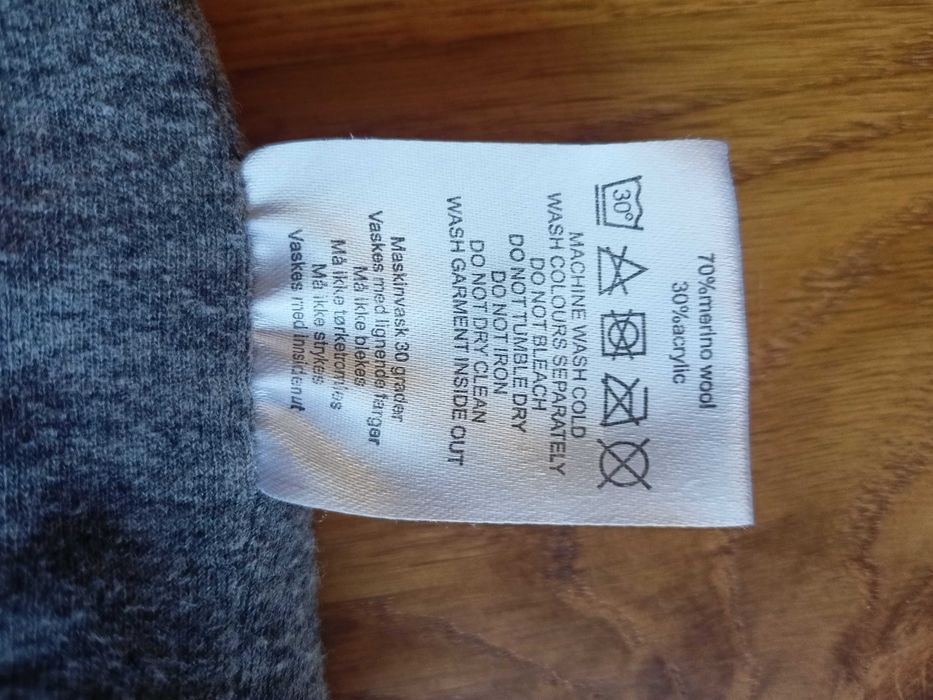 70%merino wool
30%acrylic
30°
MACHINE WASH COLD
WASH COLOURS SEPARATELY
DO NOT BLEACH
DO NOT TUMBLE DRY
DO NOT IRON
DO NOT DRY CLEAN
WASH GARMENT INSIDE OUT
Maskinvask 30 grader
Vaskes med lignende farger
Må ikke blekes
Må ikke tørketromles
Må ikke strykes
Vaskes med innsidenut